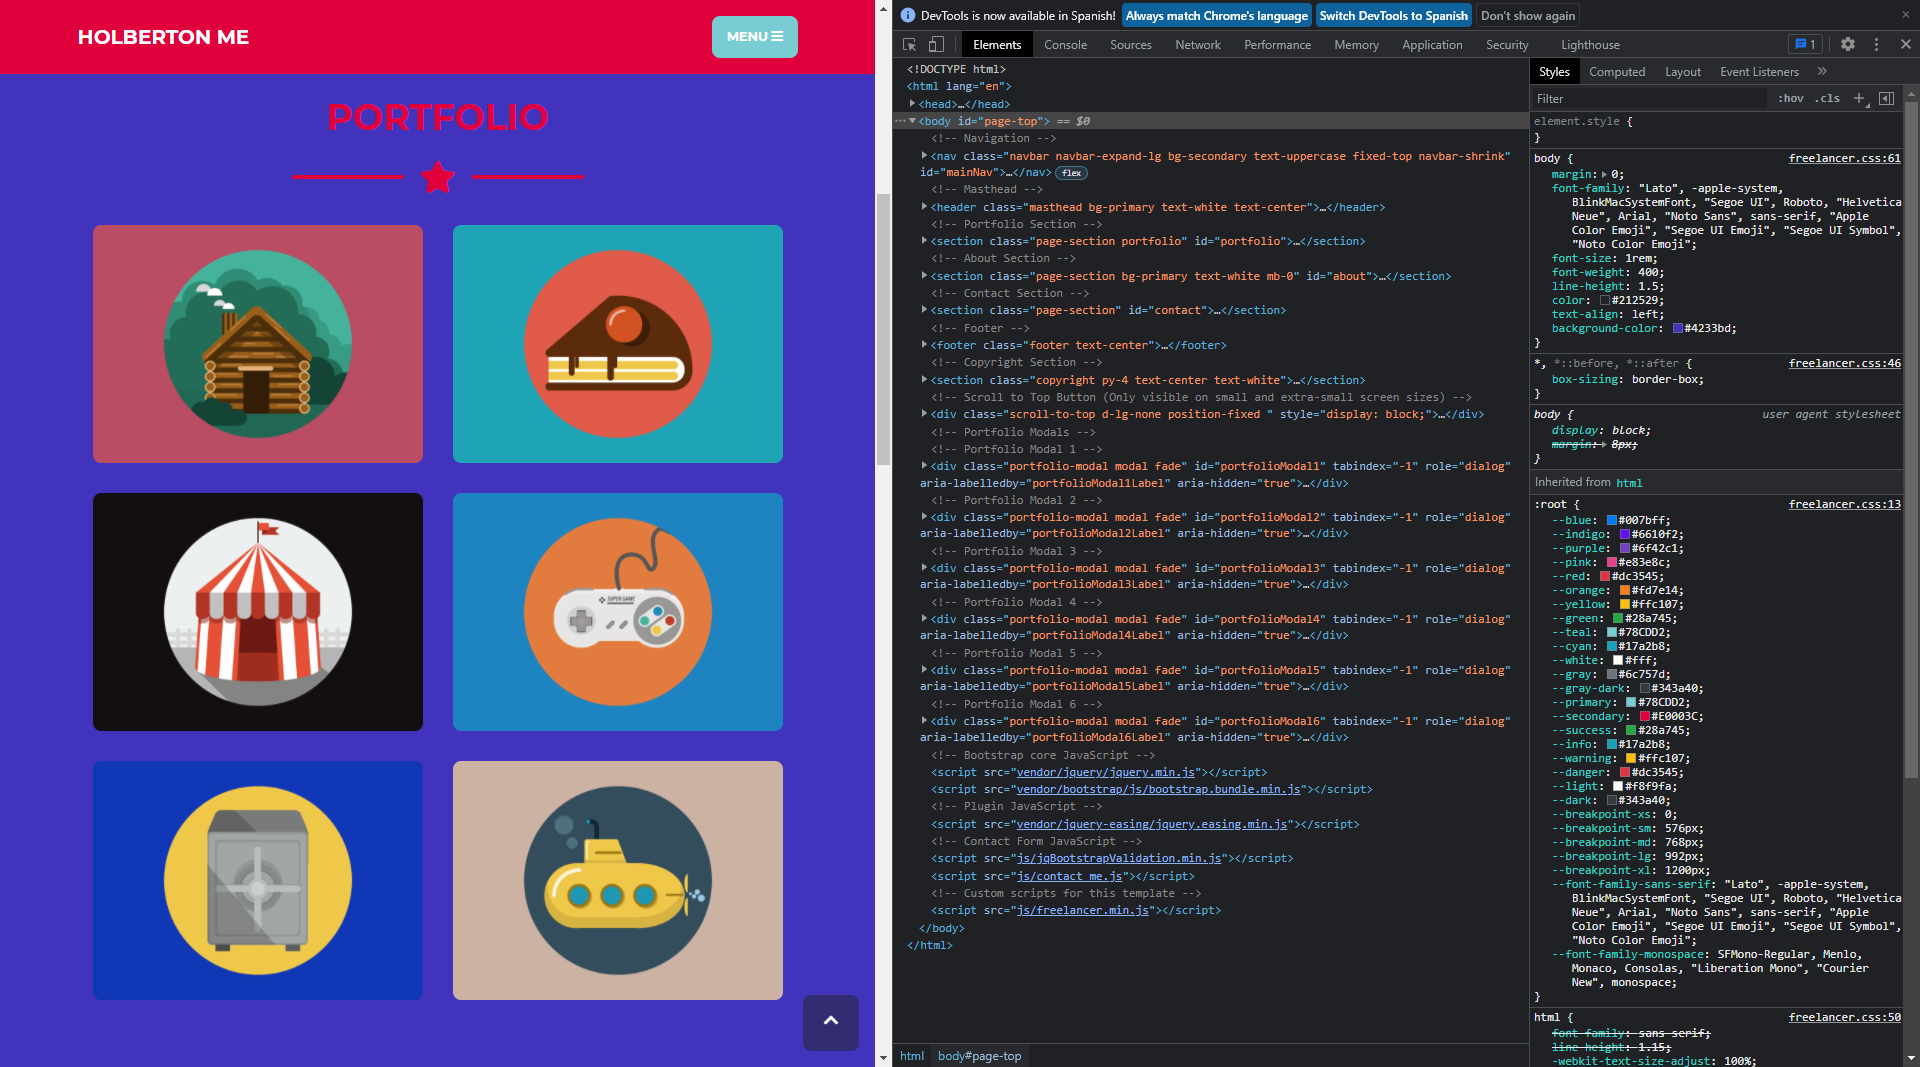 HOLBERTON ME
MENU
PORTFOLIO
SUPER GAME
DevTools is now available in Spanish! Always match Chrome's language Switch DevTools to Spanish Don't show again
Elements Console Sources Network Performance Memory Application Security Lighthouse 1
<!DOCTYPE html>
<html lang="en">
<head>…</head>
<body id="page-top"> == $0
<!-- Navigation -->
<nav class="navbar navbar-expand-lg bg-secondary text-uppercase fixed-top navbar-shrink"
id="mainNav">…</nav> flex
<!-- Masthead -->
<header class="masthead bg-primary text-white text-center">…</header>
<!-- Portfolio Section -->
<section class="page-section portfolio" id="portfolio">…</section>
<!-- About Section -->
<section class="page-section bg-primary text-white mb-0" id="about">…</section>
<!-- Contact Section -->
<section class="page-section" id="contact">…</section>
<!-- Footer -->
<footer class="footer text-center">…</footer>
<!-- Copyright Section -->
<section class="copyright py-4 text-center text-white">…</section>
<!-- Scroll to Top Button (Only visible on small and extra-small screen sizes) -->
<div class="scroll-to-top d-lg-none position-fixed " style="display: block;">…</div>
<!-- Portfolio Modals -->
<!-- Portfolio Modal 1 -->
<div class="portfolio-modal modal fade" id="portfolioModal1" tabindex="-1" role="dialog"
aria-labelledby="portfolioModal1Label" aria-hidden="true">…</div>
<!-- Portfolio Modal 2 -->
<div class="portfolio-modal modal fade" id="portfolioModal2" tabindex="-1" role="dialog"
aria-labelledby="portfolioModal2Label" aria-hidden="true">…</div>
<!-- Portfolio Modal 3 -->
<div class="portfolio-modal modal fade" id="portfolioModal3" tabindex="-1" role="dialog"
aria-labelledby="portfolioModal3Label" aria-hidden="true">…</div>
<!-- Portfolio Modal 4 -->
<div class="portfolio-modal modal fade" id="portfolioModal4" tabindex="-1" role="dialog"
aria-labelledby="portfolioModal4Label" aria-hidden="true">…</div>
<!-- Portfolio Modal 5 -->
<div class="portfolio-modal modal fade" id="portfolioModal5" tabindex="-1" role="dialog"
aria-labelledby="portfolioModal5Label" aria-hidden="true">…</div>
<!-- Portfolio Modal 6 -->
<div class="portfolio-modal modal fade" id="portfolioModal6" tabindex="-1" role="dialog"
aria-labelledby="portfolioModal6Label" aria-hidden="true">…</div>
<!-- Bootstrap core JavaScript -->
<script src="vendor/jquery/jquery.min.js"></script>
<script src="vendor/bootstrap/js/bootstrap.bundle.min.js"></script>
<!-- Plugin JavaScript -->
<script src="vendor/jquery-easing/jquery.easing.min.js"></script>
<!-- Contact Form JavaScript -->
<script src="js/jqBootstrapValidation.min.js"></script>
<script src="js/contact_me.js"></script>
<!-- Custom scripts for this template -->
<script src="js/freelancer.min.js"></script>
</body>
</html>
html body#page-top
Styles Computed Layout Event Listeners
Filter :hov .cls
element.style {
}
body { freelancer.css:61
margin: 0;
font-family: "Lato", -apple-system,
BlinkMacSystemFont, "Segoe UI", Roboto, "Helvetica
Neue", Arial, "Noto Sans", sans-serif, "Apple
Color Emoji", "Segoe UI Emoji", "Segoe UI Symbol",
"Noto Color Emoji";
font-size: 1rem;
font-weight: 400;
line-height: 1.5;
color: #212529;
text-align: left;
background-color: #4233bd;
}
*, *::before, *::after { freelancer.css:46
box-sizing: border-box;
}
body { user agent stylesheet
display: block;
margin: 8px;
}
Inherited from html
:root { freelancer.css:13
--blue: #007bff;
--indigo: #6610f2;
--purple: #6f42c1;
--pink: #e83e8c;
--red: #dc3545;
--orange: #fd7e14;
--yellow: #ffc107;
--green: #28a745;
--teal: #78CDD2;
--cyan: #17a2b8;
--white: #fff;
--gray: #6c757d;
--gray-dark: #343a40;
--primary: #78CDD2;
--secondary: #E0003C;
--success: #28a745;
--info: #17a2b8;
--warning: #ffc107;
--danger: #dc3545;
--light: #f8f9fa;
--dark: #343a40;
--breakpoint-xs: 0;
--breakpoint-sm: 576px;
--breakpoint-md: 768px;
--breakpoint-lg: 992px;
--breakpoint-xl: 1200px;
--font-family-sans-serif: "Lato", -apple-system,
BlinkMacSystemFont, "Segoe UI", Roboto, "Helvetica
Neue", Arial, "Noto Sans", sans-serif, "Apple
Color Emoji", "Segoe UI Emoji", "Segoe UI Symbol",
"Noto Color Emoji";
--font-family-monospace: SFMono-Regular, Menlo,
Monaco, Consolas, "Liberation Mono", "Courier
New", monospace;
}
html { freelancer.css:50
font-family: sans-serif;
line-height: 1.15;
-webkit-text-size-adjust: 100%;